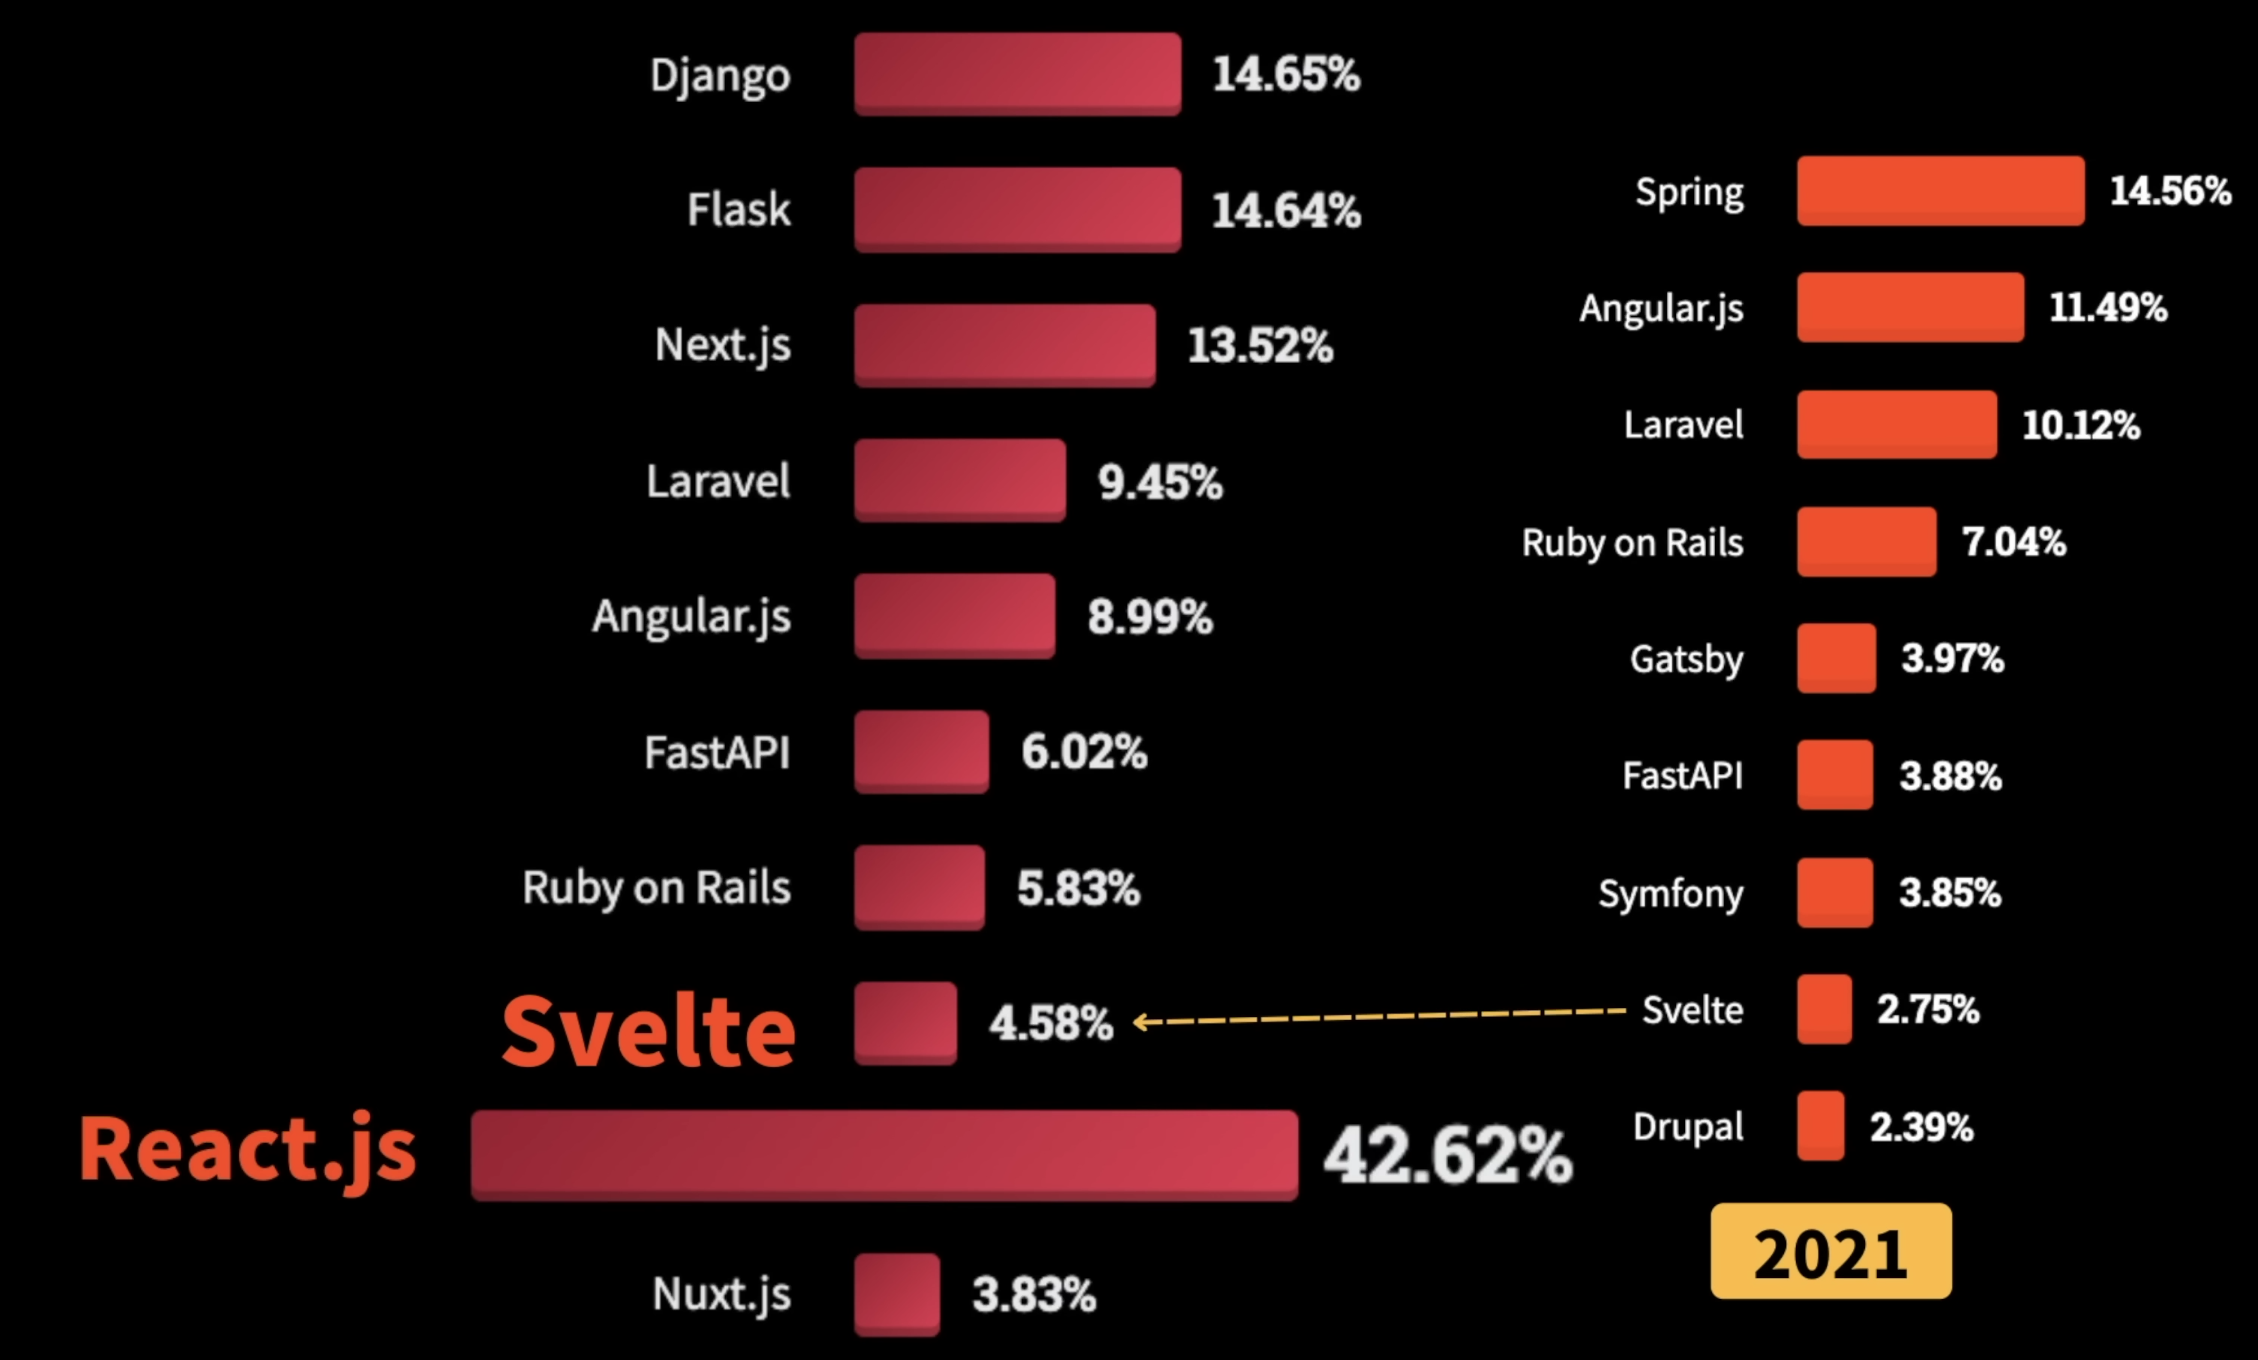 Django 14.65%
Flask 14.64%
Next.js 13.52%
Laravel 9.45%
Angular.js 8.99%
FastAPI 6.02%
Ruby on Rails 5.83%
Svelte 4.58%
React.js 42.62%
Nuxt.js 3.83%
Spring 14.56%
Angular.js 11.49%
Laravel 10.12%
Ruby on Rails 7.04%
Gatsby 3.97%
FastAPI 3.88%
Symfony 3.85%
Svelte 2.75%
Drupal 2.39%
2021